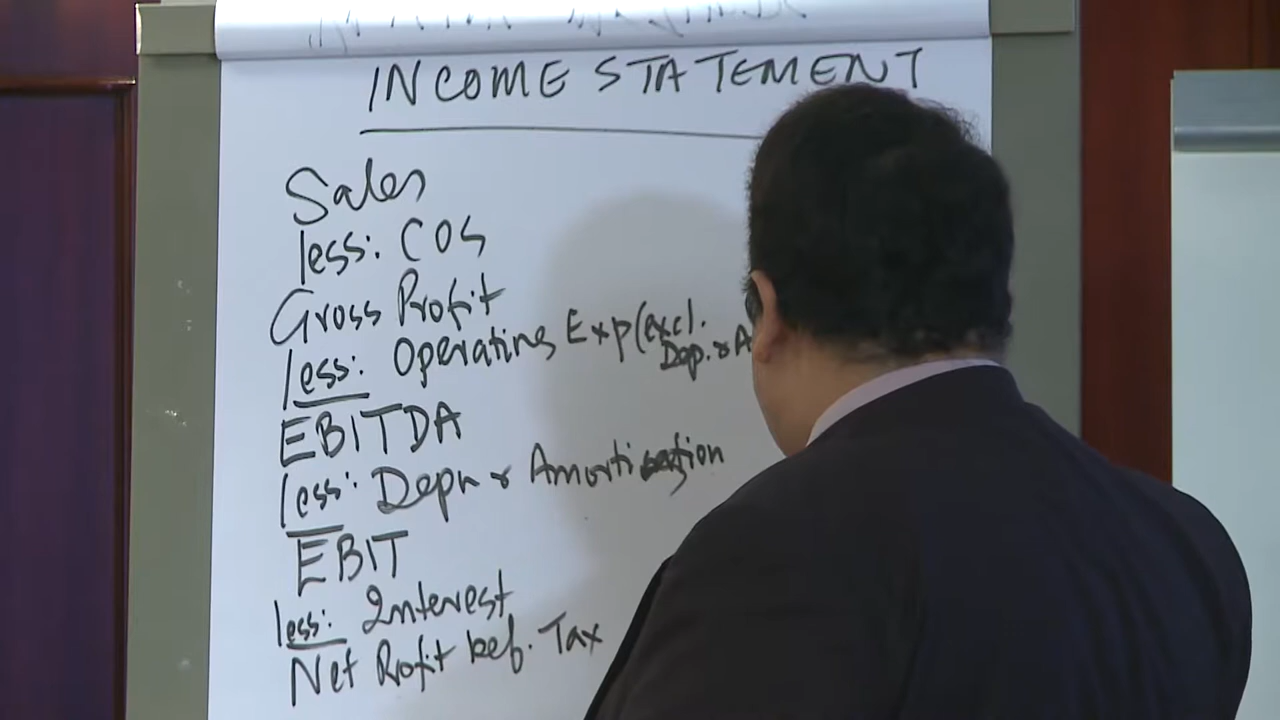 INCOME STATEMENT
Sales
less: COS
Gross Profit
less: Operating Exp (excl.
Dep. & A
EBITDA
less: Depn & Amortization
EBIT
less: Interest
Net Profit bef. Tax